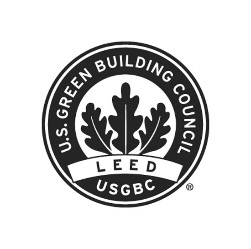 U.S. GREEN BUILDING COUNCIL
LEED
USGBC
®